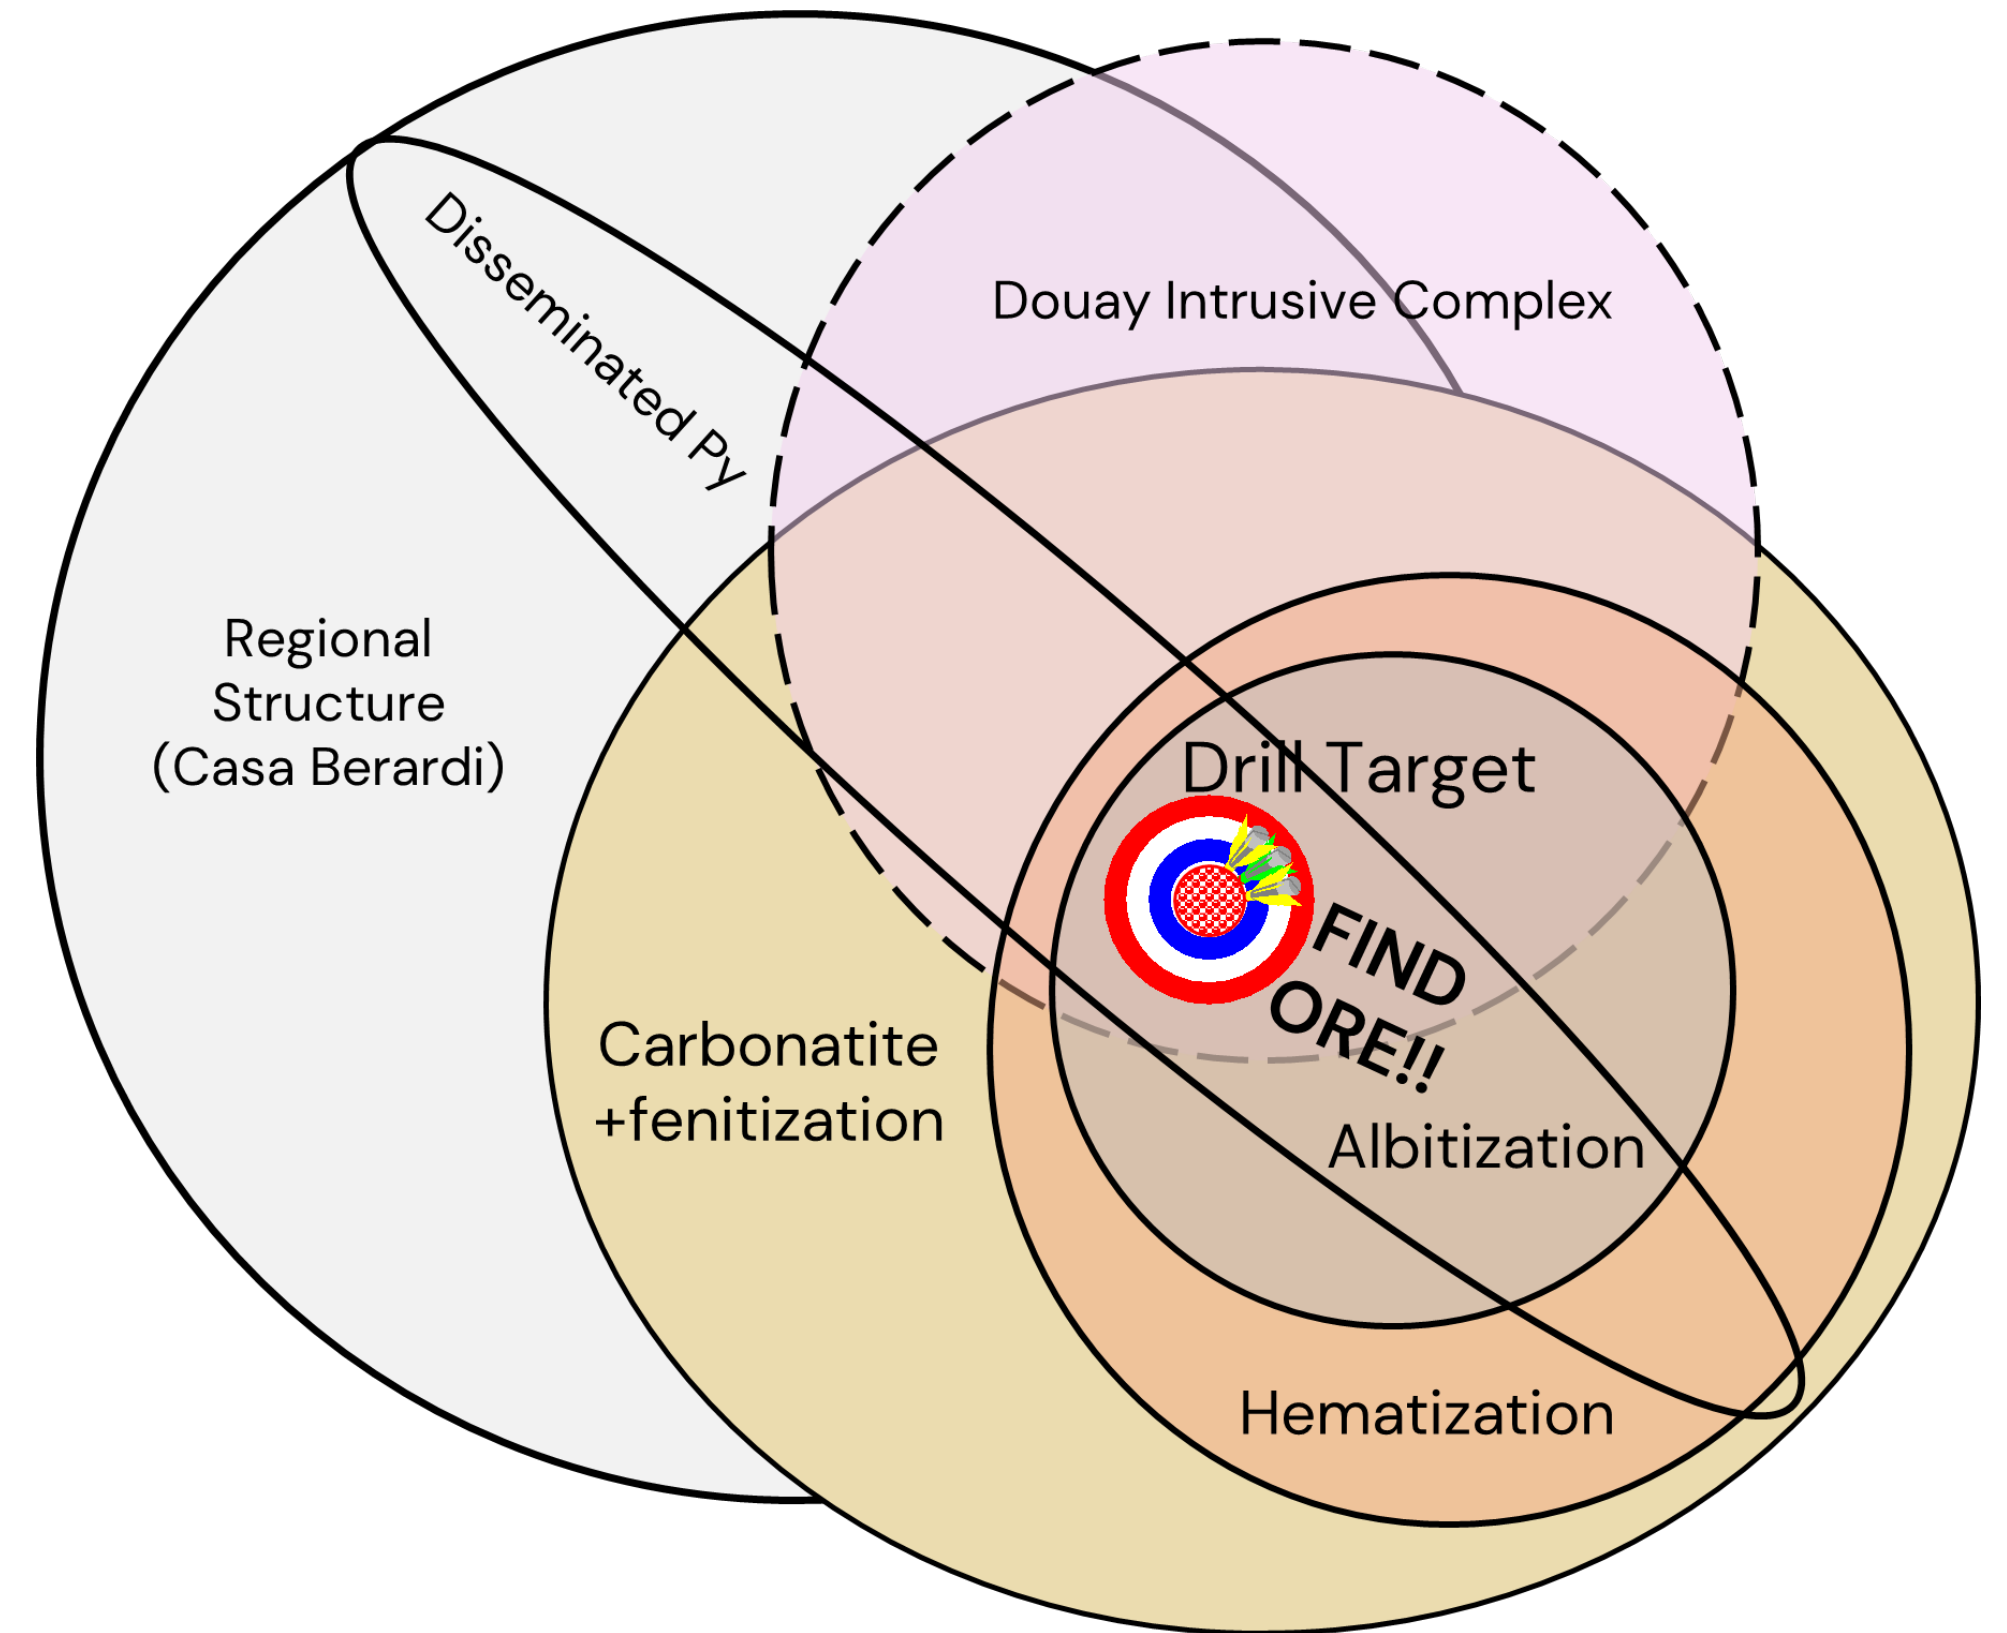 Disseminated Py
Douay Intrusive Complex
Regional
Structure
(Casa Berardi)
Drill Target
FIND
ORE!!
Carbonatite
+fenitization
Albitization
Hematization